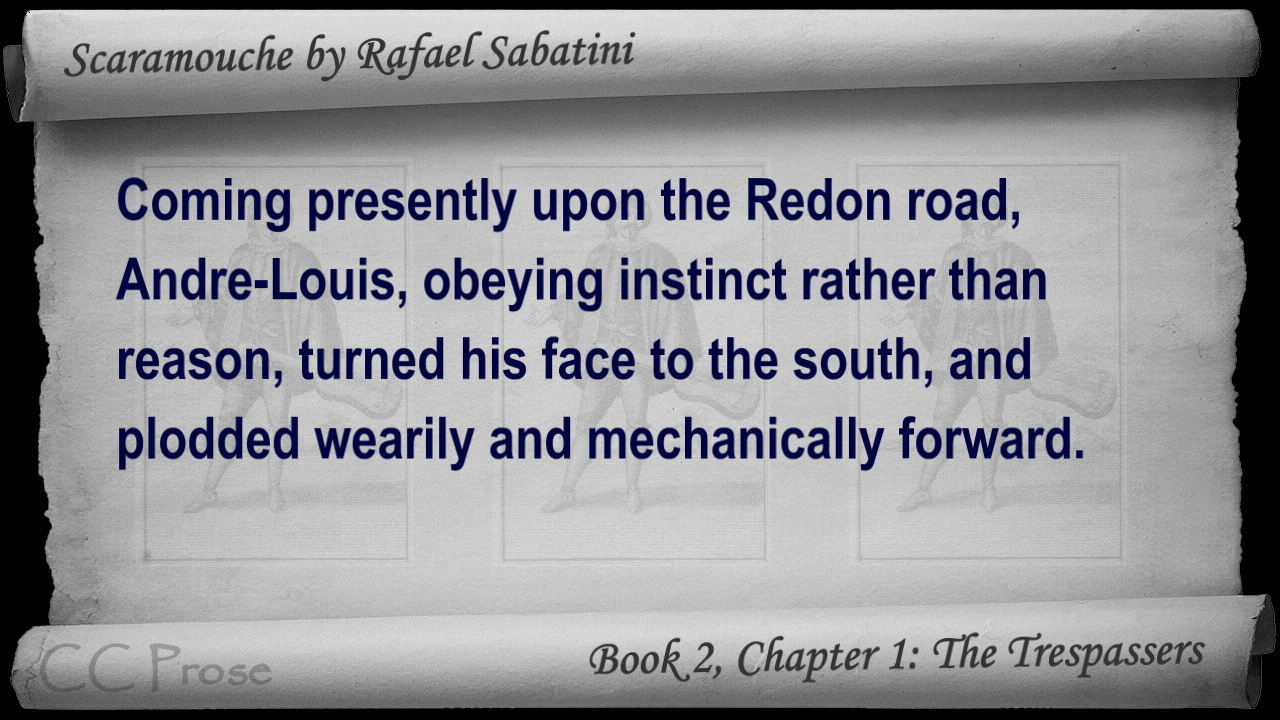 Scaramouche by Rafael Sabatini
Coming presently upon the Redon road,
Andre-Louis, obeying instinct rather than
reason, turned his face to the south, and
plodded wearily and mechanically forward.
CC Prose
Book 2, Chapter 1: The Trespassers